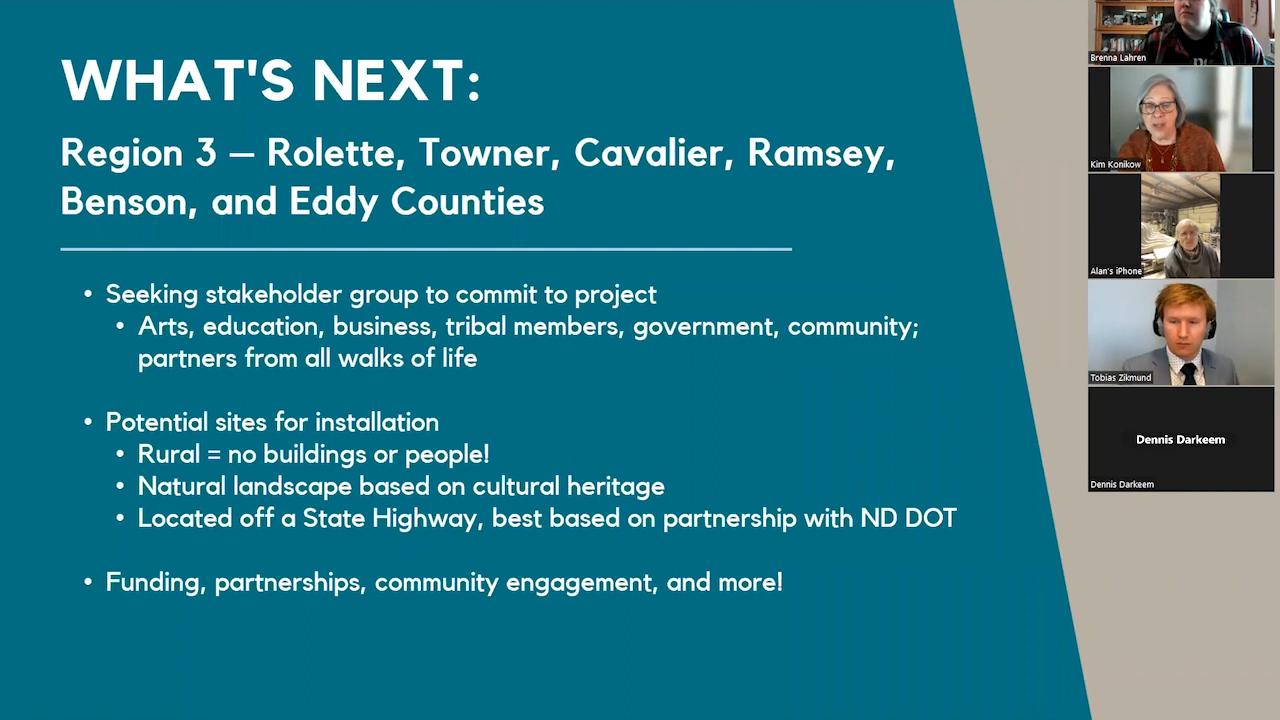 WHAT'S NEXT:
Region 3 — Rolette, Towner, Cavalier, Ramsey,
Benson, and Eddy Counties
• Seeking stakeholder group to commit to project
• Arts, education, business, tribal members, government, community;
partners from all walks of life
• Potential sites for installation
• Rural = no buildings or people!
• Natural landscape based on cultural heritage
• Located off a State Highway, best based on partnership with ND DOT
• Funding, partnerships, community engagement, and more!
Brenna Lahren
Kim Konikow
Alan's iPhone
Tobias Zikmund
Dennis Darkeem
Dennis Darkeem